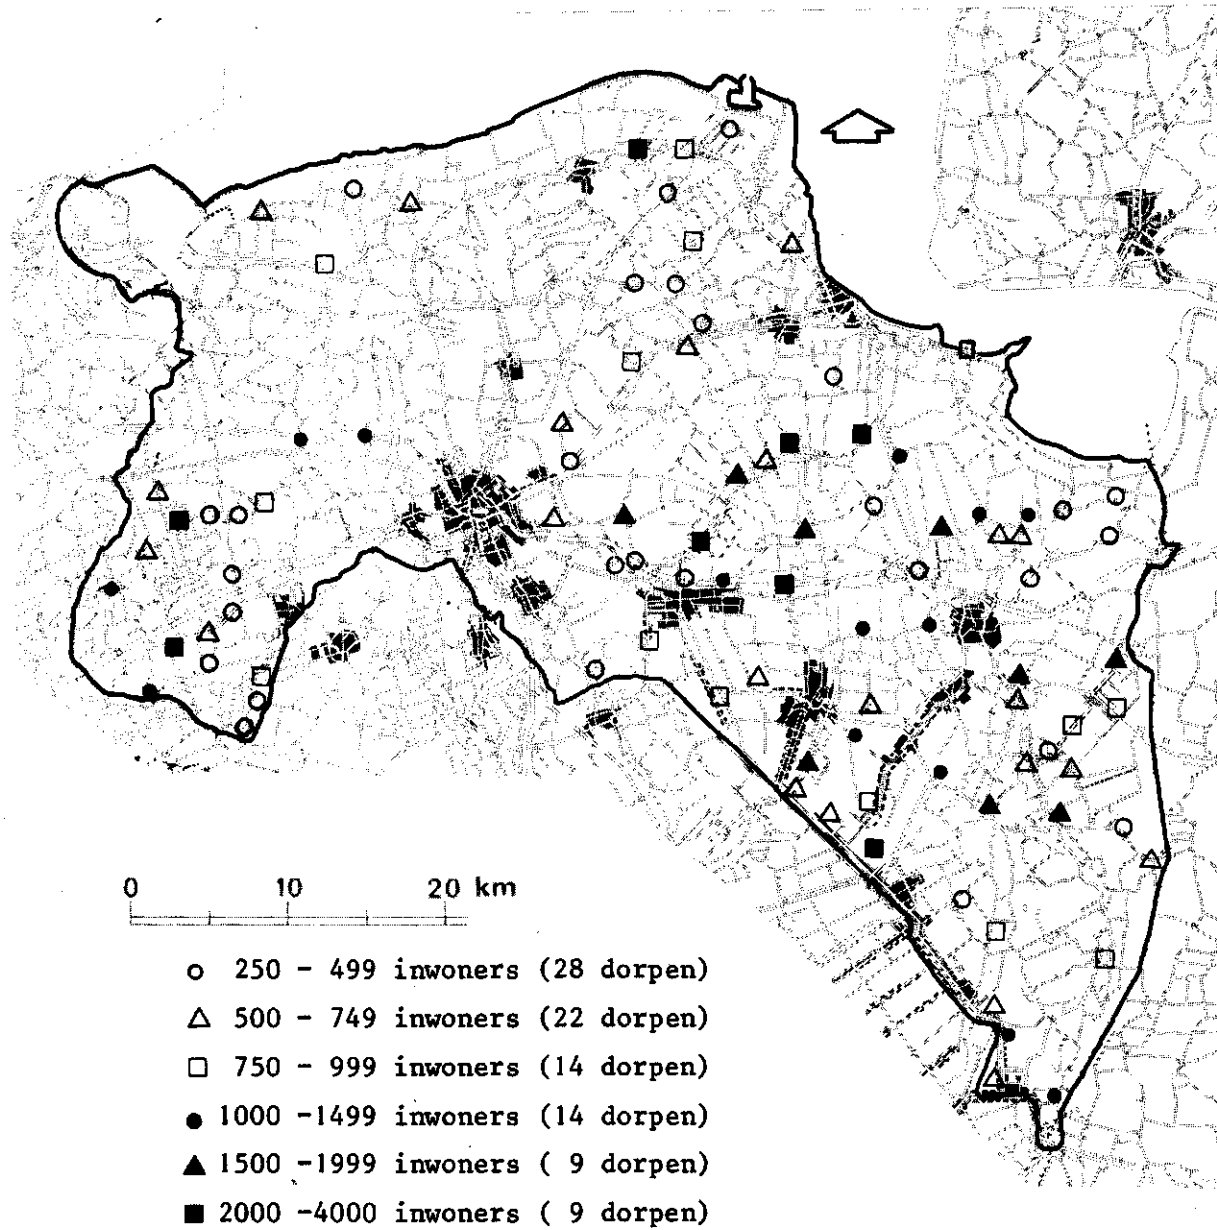 0 10 20 km
250 - 499 inwoners (28 dorpen)
500 - 749 inwoners (22 dorpen)
750 - 999 inwoners (14 dorpen)
1000 -1499 inwoners (14 dorpen)
1500 -1999 inwoners ( 9 dorpen)
2000 -4000 inwoners ( 9 dorpen)